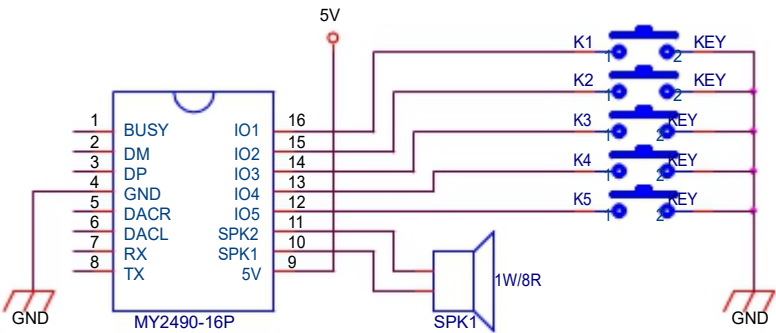 5V
K1 1 2 KEY
K2 1 2 KEY
K3 1 2 KEY
K4 1 2 KEY
K5 1 2 KEY
1 BUSY IO1 16
2 DM IO2 15
3 DP IO3 14
4 GND IO4 13
5 DACR IO5 12
6 DACL SPK2 11
7 RX SPK1 10
8 TX 5V 9
1W/8R
GND
MY2490-16P
SPK1
GND